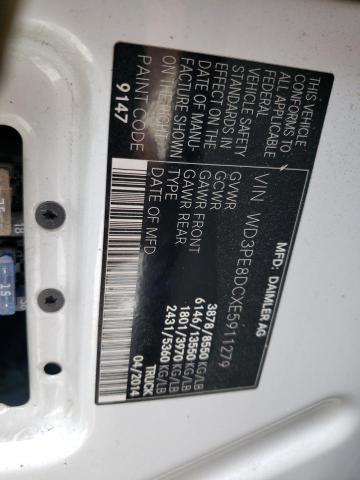 MFD: DAIMLER AG
VIN WD3PE8DCXE5911279
GVWR 3878/8550 KG/LB
GCWR 6146/13550 KG/LB
GAWR FRONT 1801/3970 KG/LB
GAWR REAR 2431/5360 KG/LB
TYPE TRUCK
DATE OF MFD 04/2014
THIS VEHICLE
CONFORMS TO
ALL APPLICABLE
FEDERAL
VEHICLE SAFETY
STANDARDS IN
EFFECT ON THE
DATE OF MANU-
FACTURE SHOWN
ON THE RIGHT
PAINT CODE
9147
15
18